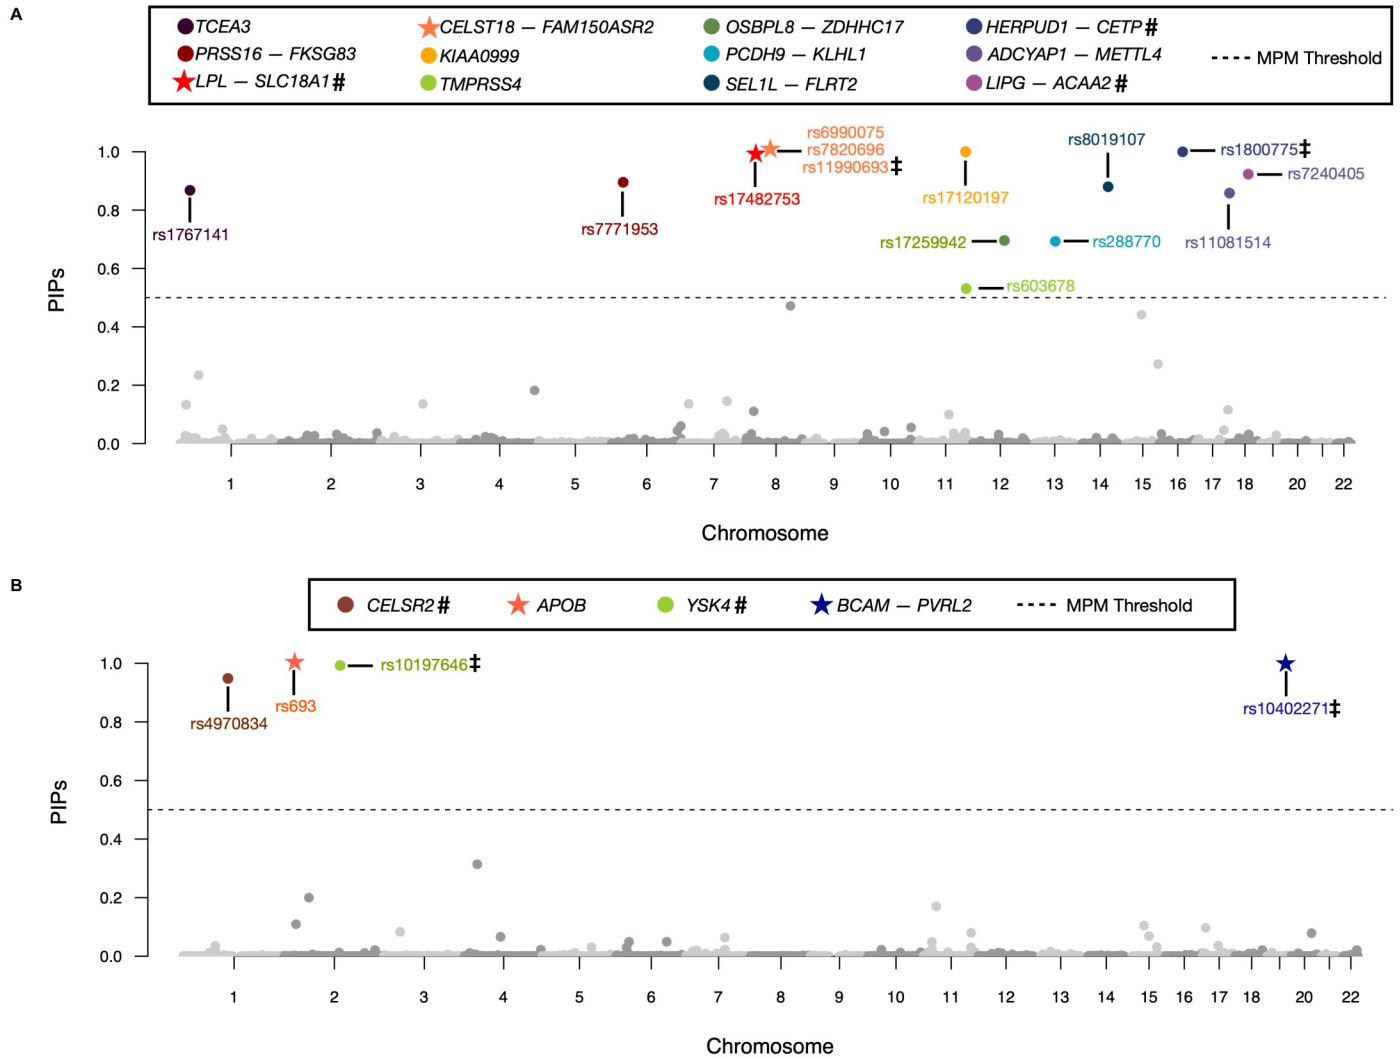 A
TCEA3
CELST18 – FAM150ASR2
OSBPL8 – ZDHHC17
HERPUD1 – CETP #
PRSS16 – FKSG83
KIAA0999
PCDH9 – KLHL1
ADCYAP1 – METTL4
MPM Threshold
LPL – SLC18A1 #
TMPRSS4
SEL1L – FLRT2
LIPG – ACAA2 #
rs6990075
rs7820696
rs11990693‡
rs8019107
rs1800775‡
rs7240405
rs17482753
rs17120197
rs1767141
rs7771953
rs17259942
rs288770
rs11081514
rs603678
PIPs
1.0
0.8
0.6
0.4
0.2
0.0
1 2 3 4 5 6 7 8 9 10 11 12 13 14 15 16 17 18 20 22
Chromosome
B
CELSR2 #
APOB
YSK4 #
BCAM – PVRL2
MPM Threshold
rs10197646‡
rs693
rs4970834
rs10402271‡
PIPs
1.0
0.8
0.6
0.4
0.2
0.0
1 2 3 4 5 6 7 8 9 10 11 12 13 14 15 16 17 18 20 22
Chromosome